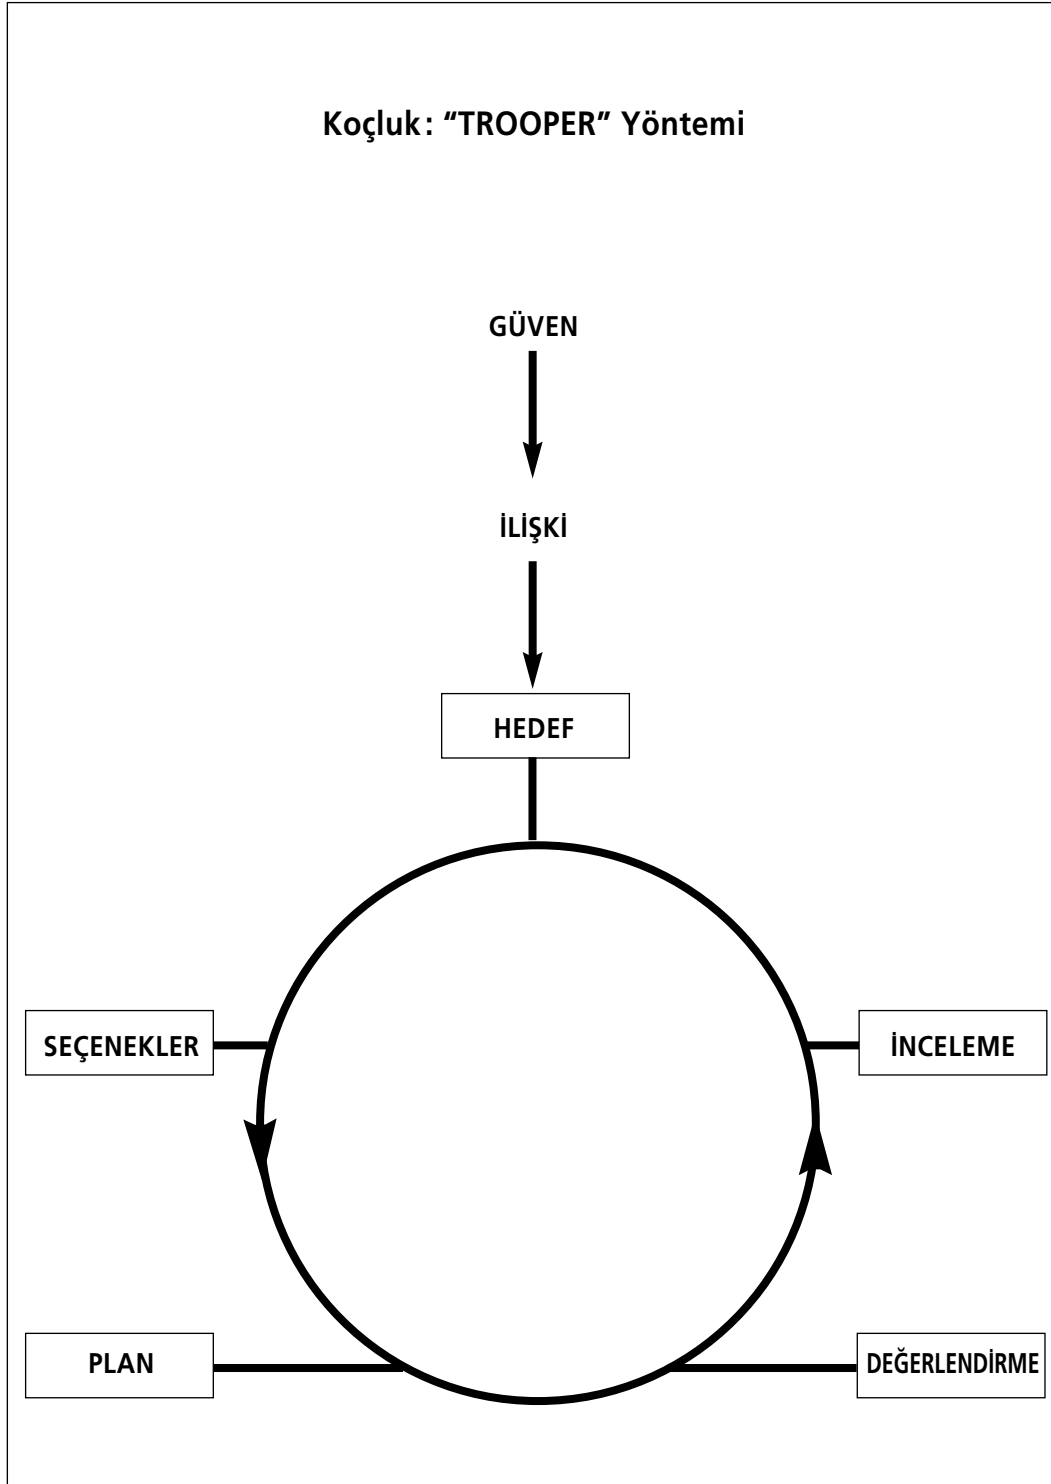 Koçluk: “TROOPER” Yöntemi
GÜVEN
İLİŞKİ
HEDEF
SEÇENEKLER
İNCELEME
PLAN
DEĞERLENDİRME